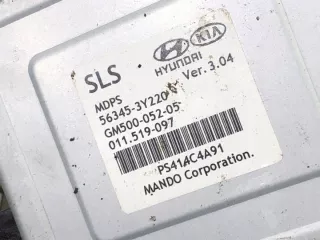 KIA
HYUNDAI
SLS
Ver. 3.04
MDPS
56345-3Y220
GM500-052-05
011.519-097
PS414C4A91
MANDO Corporation.